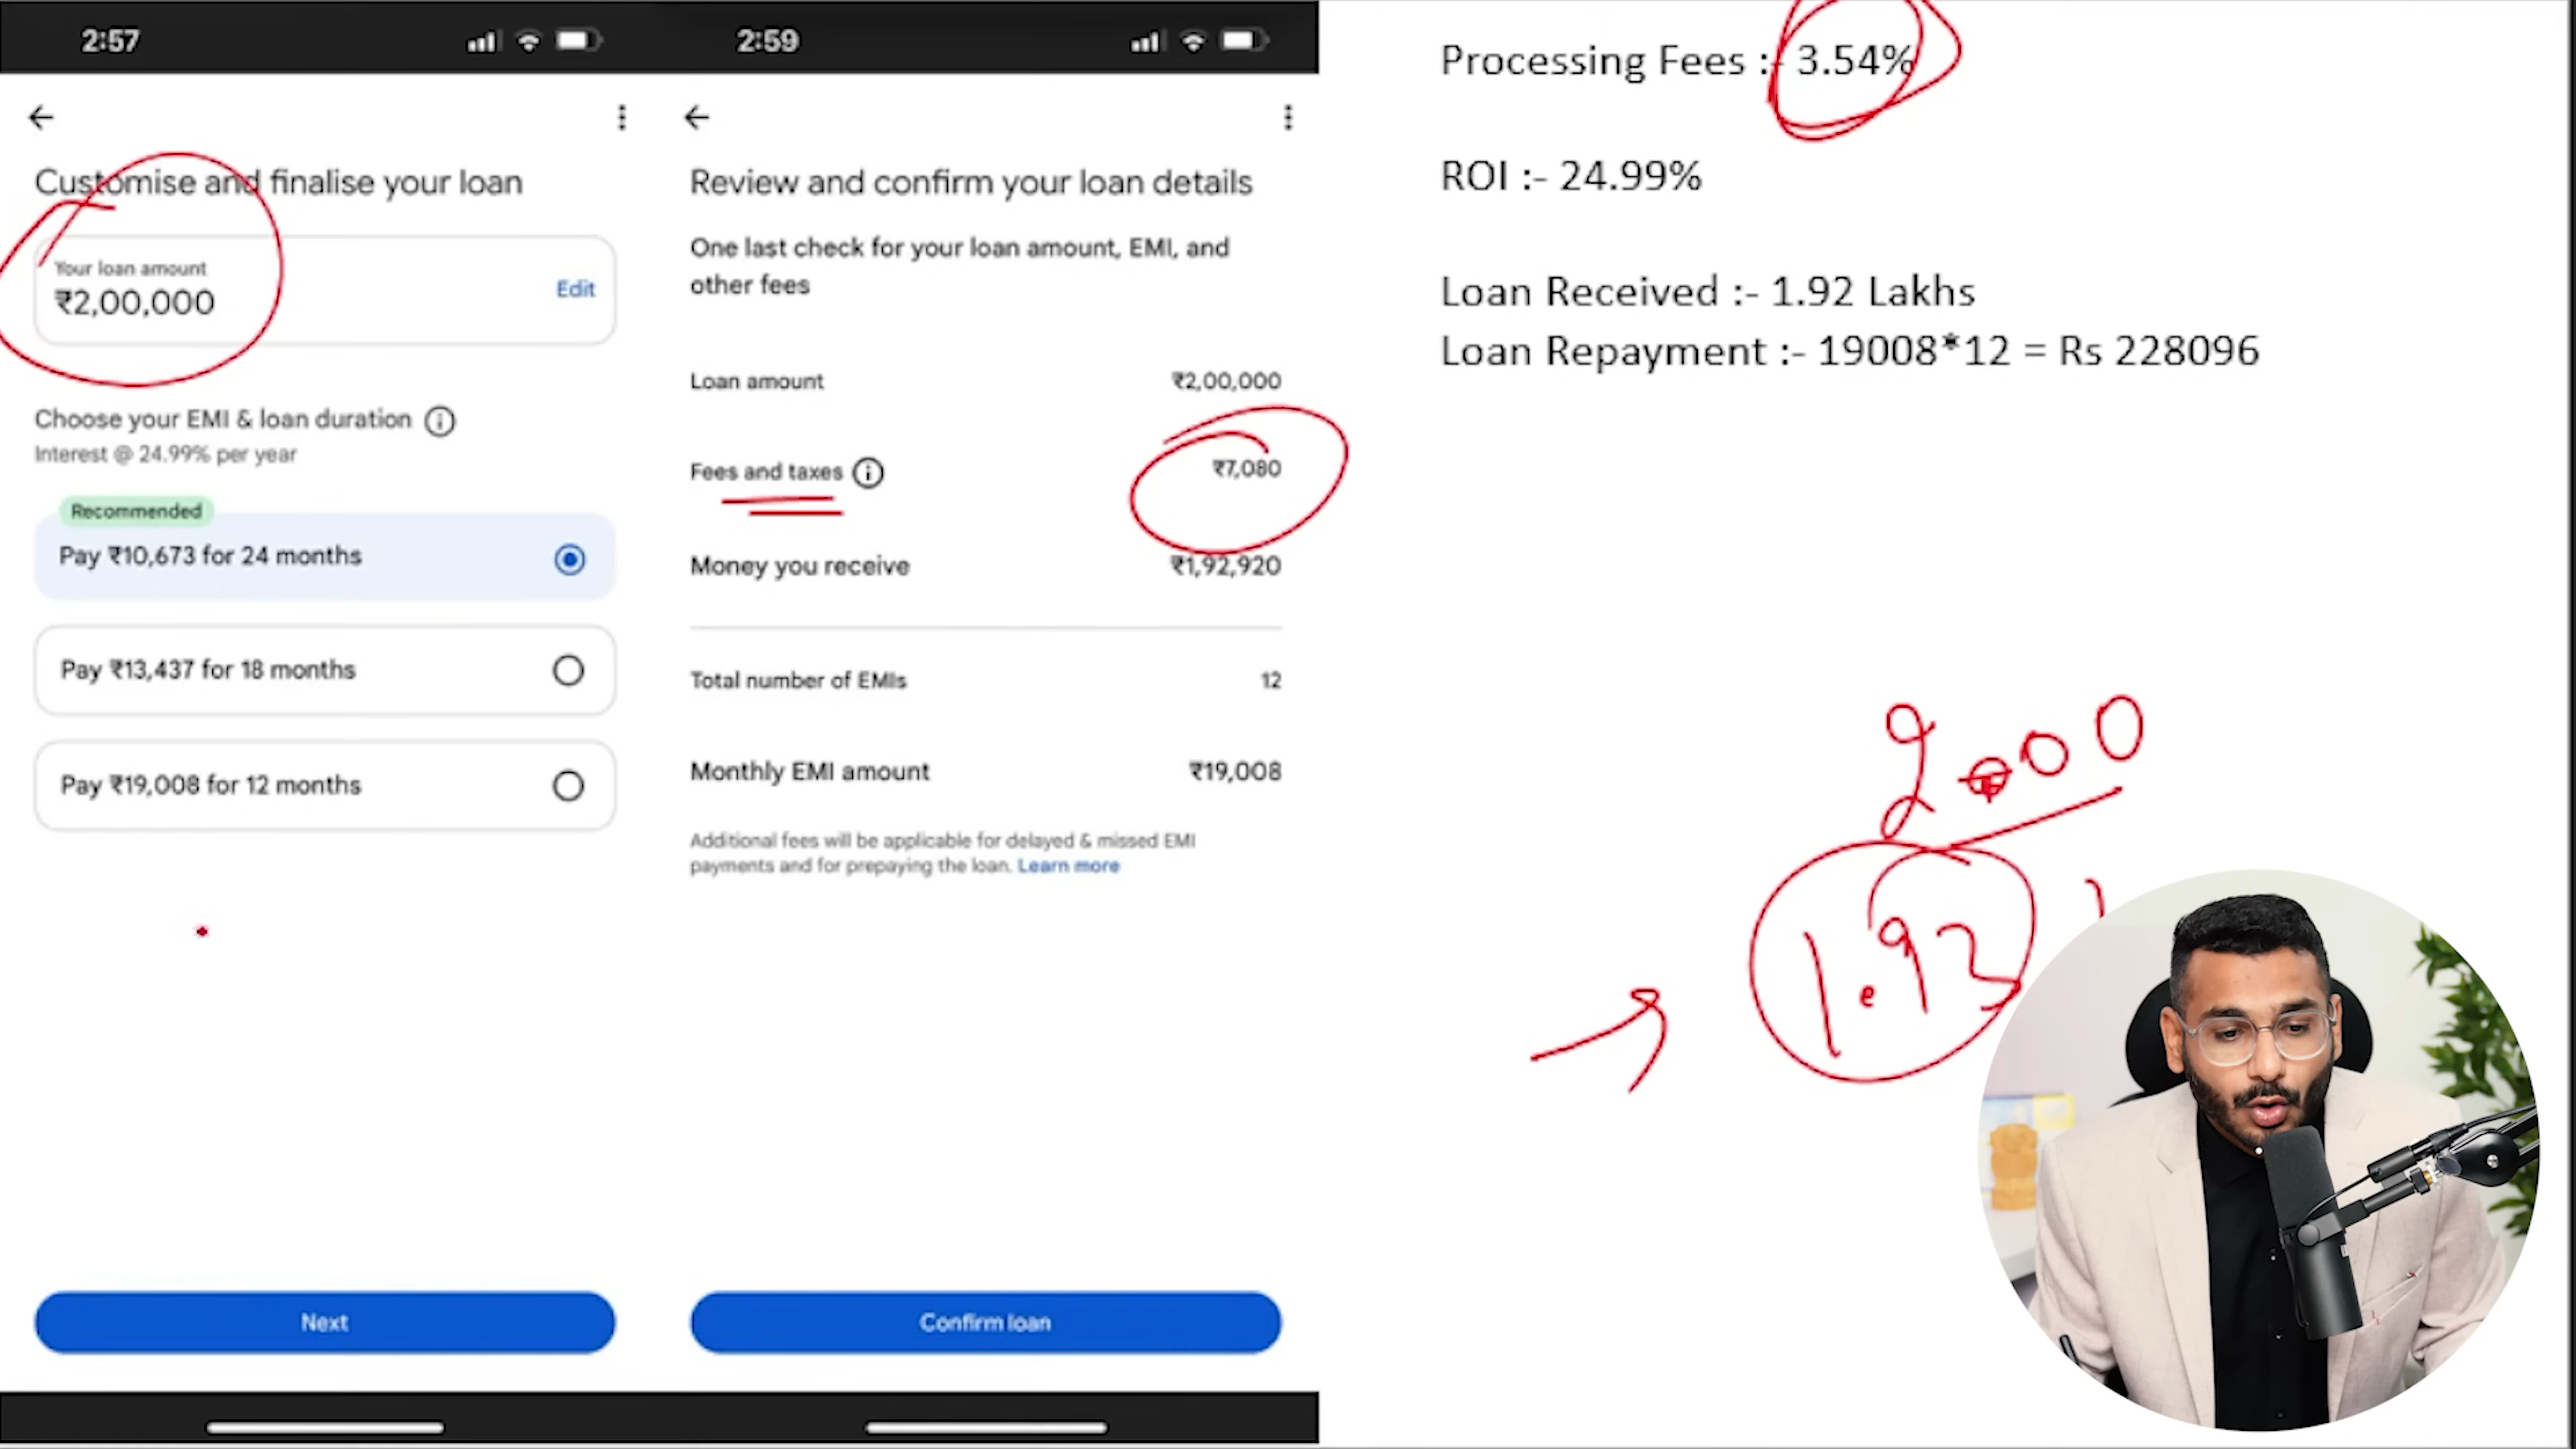 2:57
Customise and finalise your loan
Your loan amount
₹2,00,000
Edit
Choose your EMI & loan duration
Interest @ 24.99% per year
Recommended
Pay ₹10,673 for 24 months
Pay ₹13,437 for 18 months
Pay ₹19,008 for 12 months
Next
2:59
Review and confirm your loan details
One last check for your loan amount, EMI, and
other fees
Loan amount ₹2,00,000
Fees and taxes ₹7,080
Money you receive ₹1,92,920
Total number of EMIs 12
Monthly EMI amount ₹19,008
Additional fees will be applicable for delayed & missed EMI
payments and for prepaying the loan. Learn more
Confirm loan
Processing Fees :- 3.54%
ROI :- 24.99%
Loan Received :- 1.92 Lakhs
Loan Repayment :- 19008*12 = Rs 228096
1.92